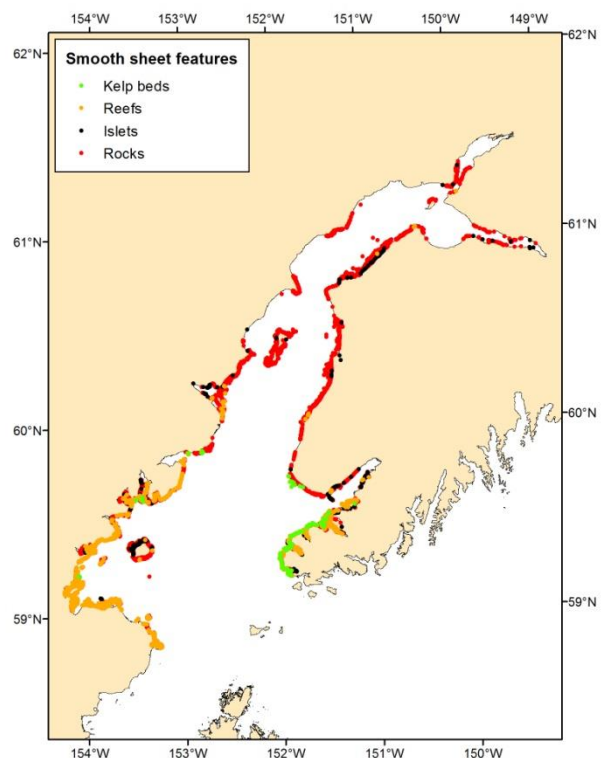 154°W 153°W 152°W 151°W 150°W 149°W
62°N 62°N
Smooth sheet features
Kelp beds
Reefs
Islets
Rocks
61°N 61°N
60°N 60°N
59°N 59°N
154°W 153°W 152°W 151°W 150°W